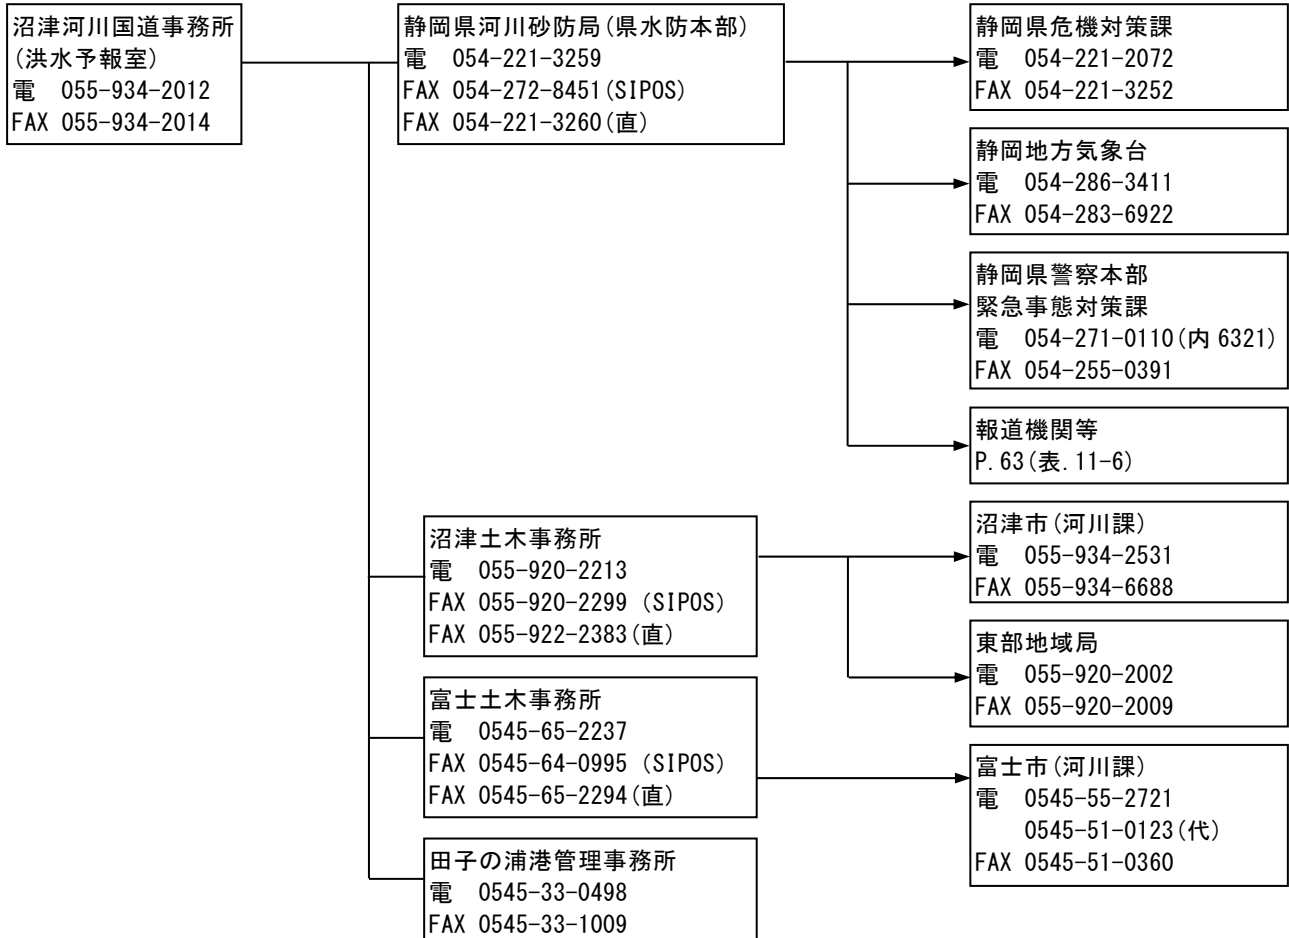 沼津河川国道事務所
(洪水予報室)
電　055-934-2012
FAX 055-934-2014
静岡県河川砂防局(県水防本部)
電　054-221-3259
FAX 054-272-8451(SIPOS)
FAX 054-221-3260(直)
静岡県危機対策課
電　054-221-2072
FAX 054-221-3252
静岡地方気象台
電　054-286-3411
FAX 054-283-6922
静岡県警察本部
緊急事態対策課
電　054-271-0110(内 6321)
FAX 054-255-0391
報道機関等
P.63(表.11-6)
沼津土木事務所
電　055-920-2213
FAX 055-920-2299 (SIPOS)
FAX 055-922-2383(直)
沼津市(河川課)
電　055-934-2531
FAX 055-934-6688
東部地域局
電　055-920-2002
FAX 055-920-2009
富士土木事務所
電　0545-65-2237
FAX 0545-64-0995 (SIPOS)
FAX 0545-65-2294(直)
富士市(河川課)
電　0545-55-2721
0545-51-0123(代)
FAX 0545-51-0360
田子の浦港管理事務所
電　0545-33-0498
FAX 0545-33-1009